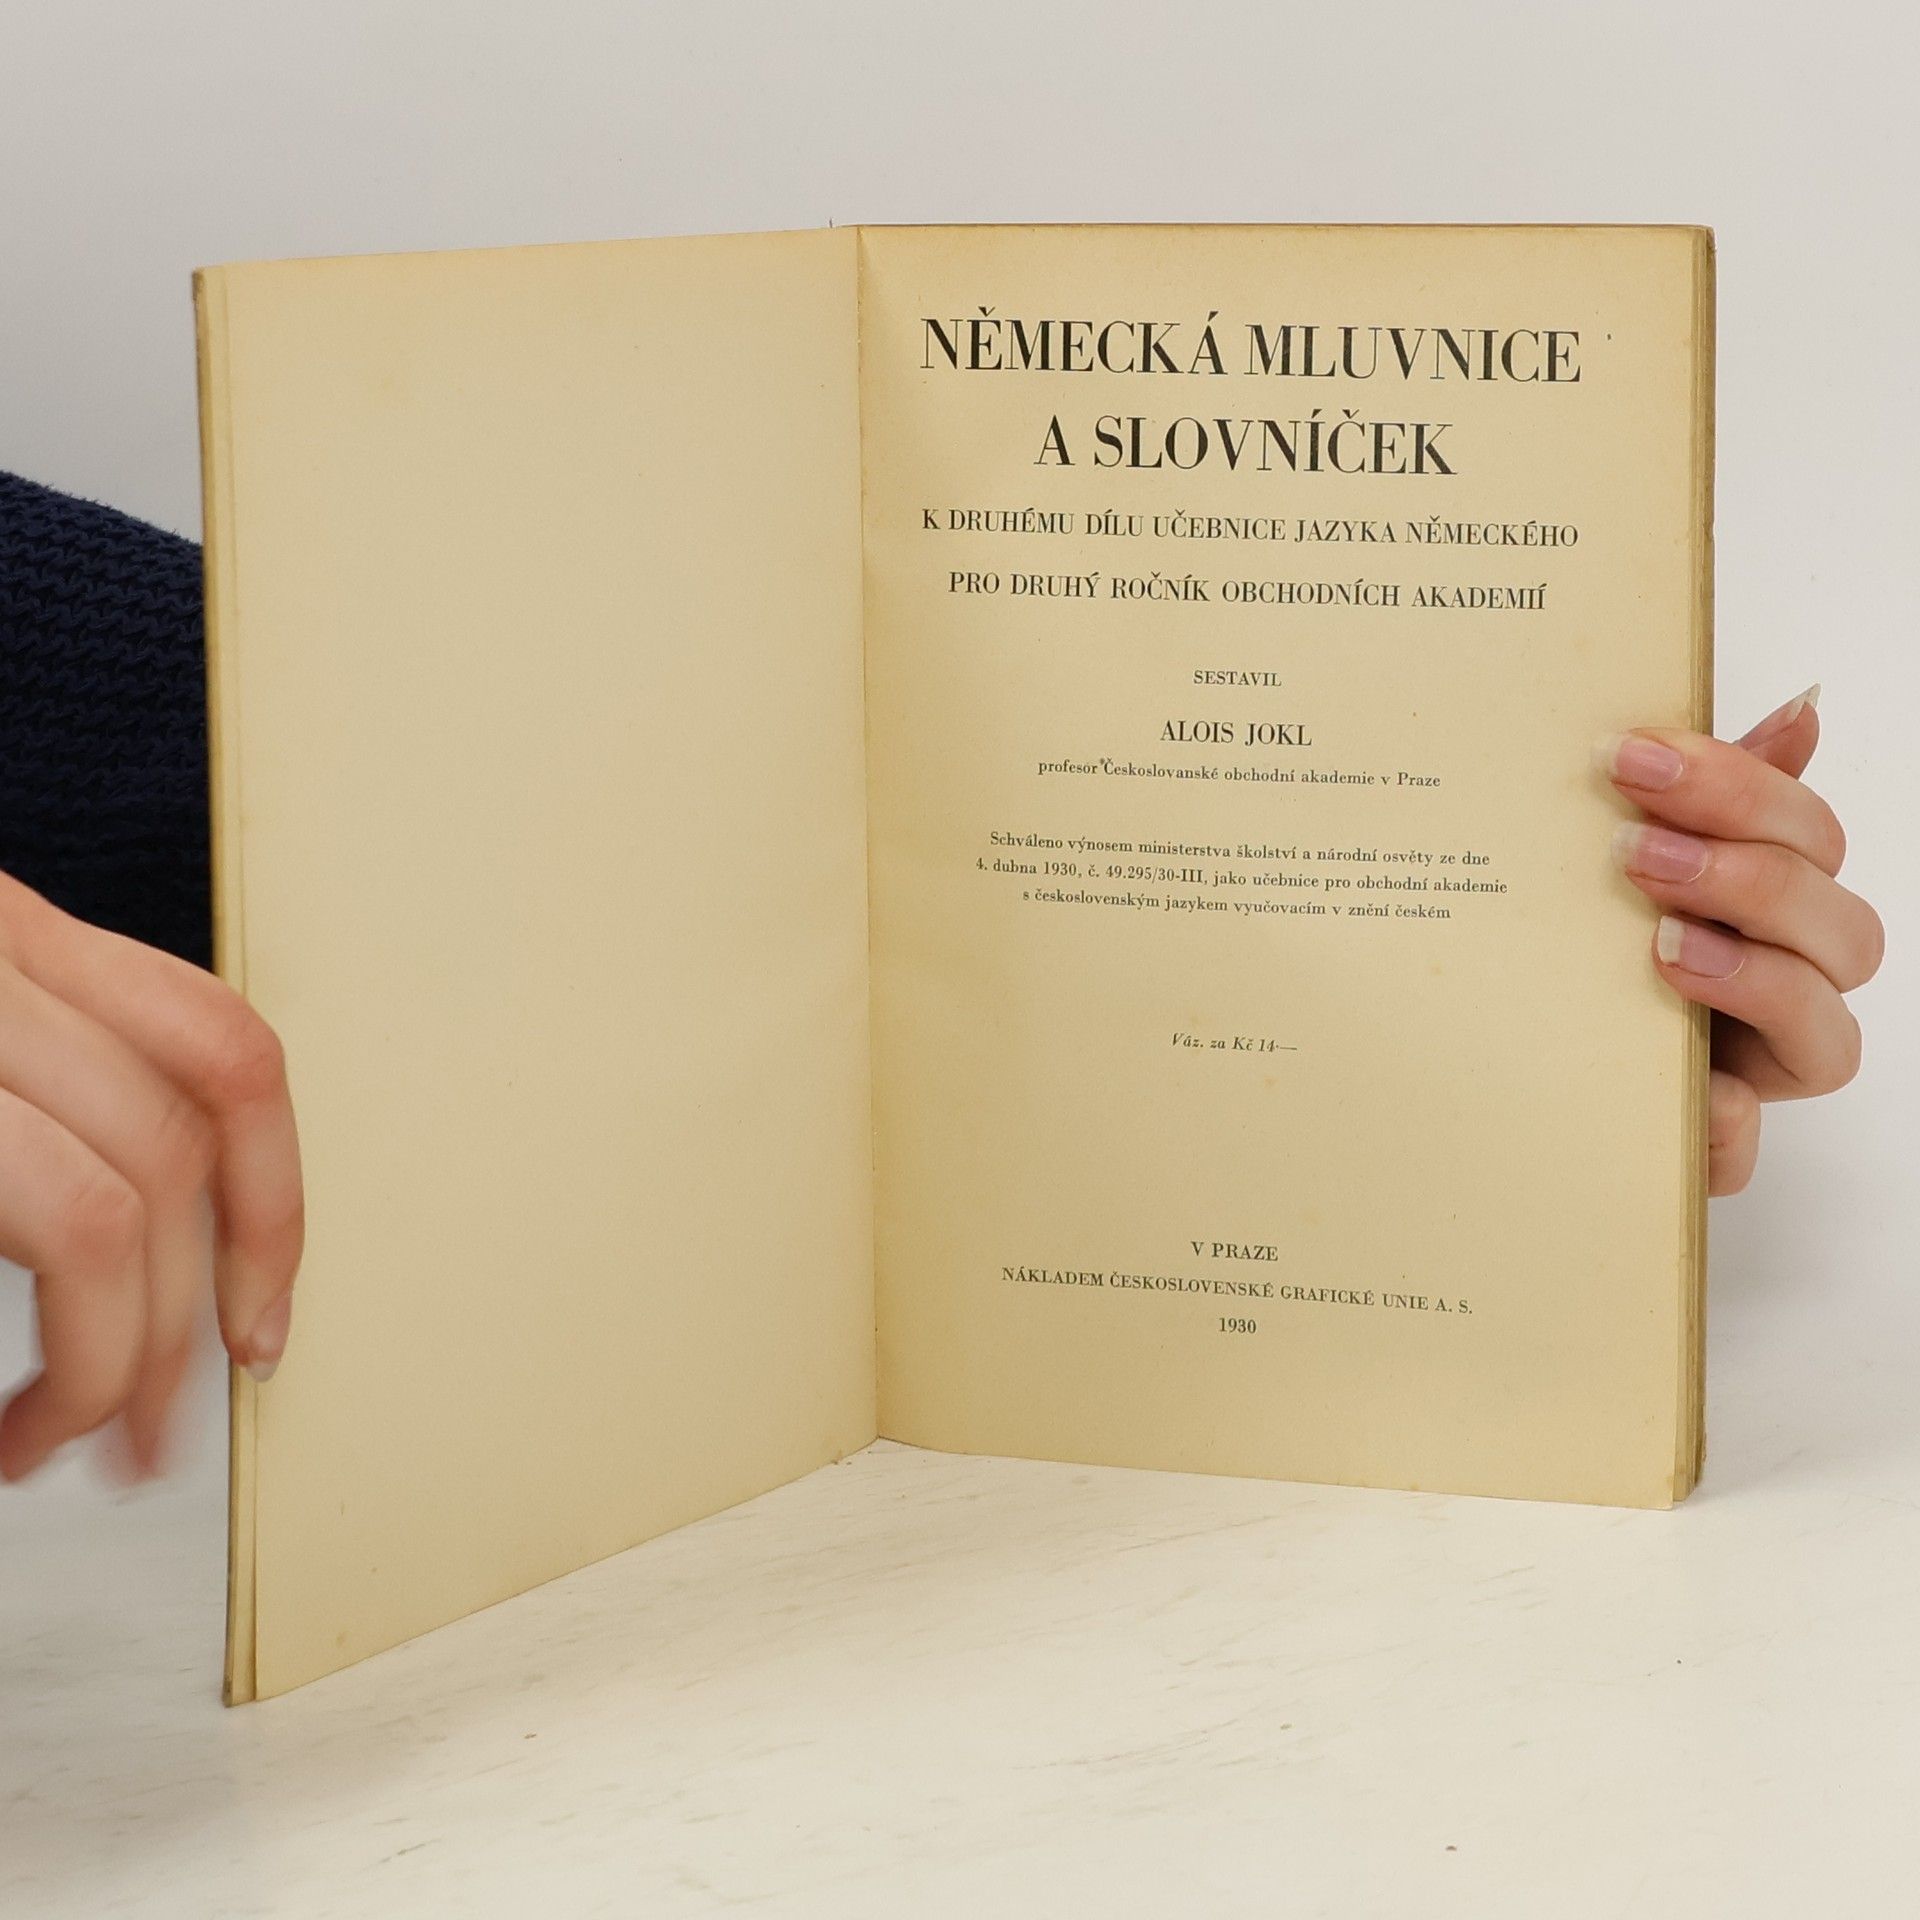 NĚMECKÁ MLUVNICE
A SLOVNÍČEK
K DRUHÉMU DÍLU UČEBNICE JAZYKA NĚMECKÉHO
PRO DRUHÝ ROČNÍK OBCHODNÍCH AKADEMIÍ
SESTAVIL
ALOIS JOKL
profesor Československé obchodní akademie v Praze
Schváleno výnosem ministerstva školství a národní osvěty ze dne
4. dubna 1930, č. 49.295/30-III, jako učebnice pro obchodní akademie
s československým jazykem vyučovacím v znění českém
Váz. za Kč 14·—
V PRAZE
NÁKLADEM ČESKOSLOVENSKÉ GRAFICKÉ UNIE A. S.
1930